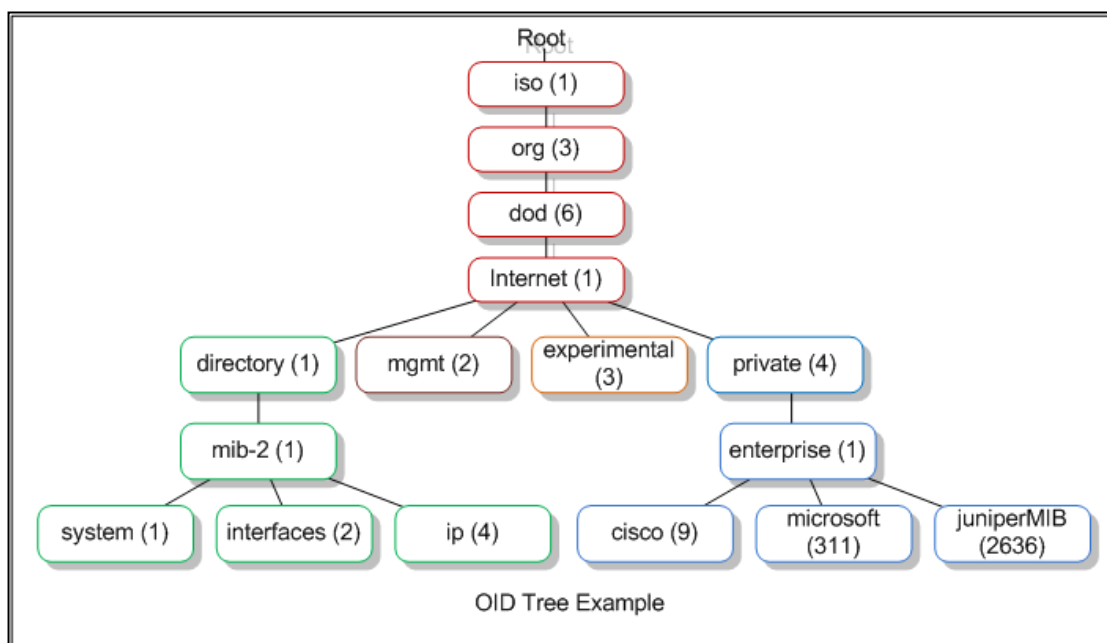 Root
iso (1)
org (3)
dod (6)
Internet (1)
directory (1)
mgmt (2)
experimental
(3)
private (4)
mib-2 (1)
enterprise (1)
system (1)
interfaces (2)
ip (4)
cisco (9)
microsoft
(311)
juniperMIB
(2636)
OID Tree Example